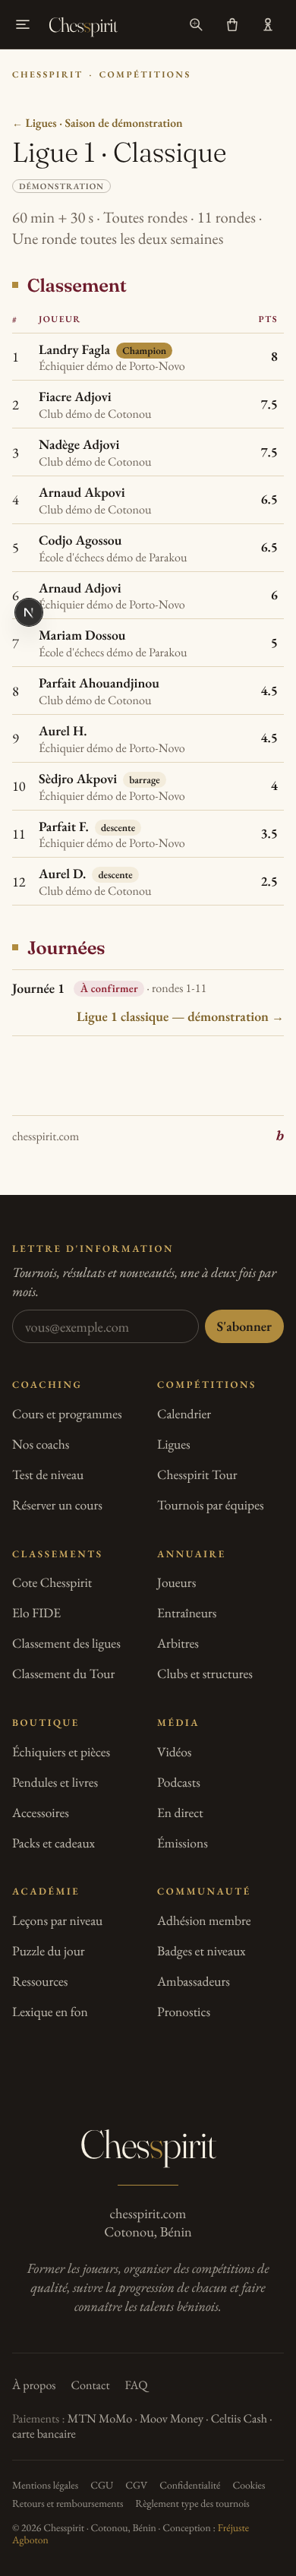 Chesspirit
CHESSPIRIT · COMPÉTITIONS
← Ligues · Saison de démonstration
Ligue 1 · Classique
DÉMONSTRATION
60 min + 30 s · Toutes rondes · 11 rondes ·
Une ronde toutes les deux semaines
Classement
# JOUEUR PTS
1 Landry Fagla Champion 8
Échiquier démo de Porto-Novo
2 Fiacre Adjovi 7.5
Club démo de Cotonou
3 Nadège Adjovi 7.5
Club démo de Cotonou
4 Arnaud Akpovi 6.5
Club démo de Cotonou
5 Codjo Agossou 6.5
École d'échecs démo de Parakou
6 Arnaud Adjovi 6
Échiquier démo de Porto-Novo
N
7 Mariam Dossou 5
École d'échecs démo de Parakou
8 Parfait Ahouandjinou 4.5
Échiquier démo de Porto-Novo
9 Aurel H. 4.5
Échiquier démo de Porto-Novo
10 Sèdjro Akpovi barrage 4
Échiquier démo de Porto-Novo
11 Parfait F. descente 3.5
Échiquier démo de Porto-Novo
12 Aurel D. descente 2.5
Club démo de Cotonou
Journées
Journée 1 À confirmer · rondes 1-11
Ligue 1 classique — démonstration →
chesspirit.com b
LETTRE D'INFORMATION
Tournois, résultats et nouveautés, une à deux fois par
mois.
vous@exemple.com S'abonner
COACHING
Cours et programmes
Nos coachs
Test de niveau
Réserver un cours
COMPÉTITIONS
Calendrier
Ligues
Chesspirit Tour
Tournois par équipes
CLASSEMENTS
Cote Chesspirit
Elo FIDE
Classement des ligues
Classement du Tour
ANNUAIRE
Joueurs
Entraîneurs
Arbitres
Clubs et structures
BOUTIQUE
Échiquiers et pièces
Pendules et livres
Accessoires
Packs et cadeaux
MÉDIA
Vidéos
Podcasts
En direct
Émissions
ACADÉMIE
Leçons par niveau
Puzzle du jour
Ressources
Lexique en fon
COMMUNAUTÉ
Adhésion membre
Badges et niveaux
Ambassadeurs
Pronostics
Chesspirit
chesspirit.com
Cotonou, Bénin
Former les joueurs, organiser des compétitions de
qualité, suivre la progression de chacun et faire
connaître les talents béninois.
À propos Contact FAQ
Paiements : MTN MoMo · Moov Money · Celtiis Cash ·
carte bancaire
Mentions légales CGU CGV Confidentialité Cookies
Retours et remboursements Règlement type des tournois
© 2026 Chesspirit · Cotonou, Bénin · Conception : Fréjuste
Agboton